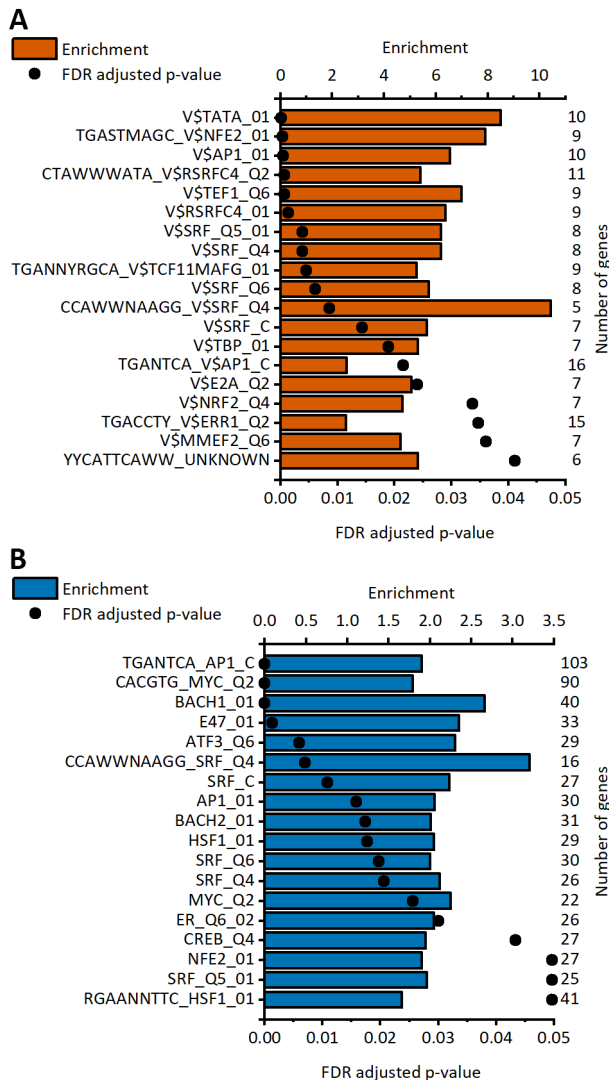 A
Enrichment
FDR adjusted p-value
Enrichment
0 2 4 6 8 10
V$TATA_01 10
TGASTMAGC_V$NFE2_01 9
V$AP1_01 10
CTAWWWATA_V$RSRFC4_Q2 11
V$TEF1_Q6 9
V$RSRFC4_01 9
V$SRF_Q5_01 8
V$SRF_Q4 8
TGANNYRGCA_V$TCF11MAFG_01 9
V$SRF_Q6 8
CCAWWNAAGG_V$SRF_Q4 5
V$SRF_C 7
V$TBP_01 7
TGANTCA_V$AP1_C 16
V$E2A_Q2 7
V$NRF2_Q4 7
TGACCTY_V$ERR1_Q2 15
V$MMEF2_Q6 7
YYCATTCAWW_UNKNOWN 6
Number of genes
0.00 0.01 0.02 0.03 0.04 0.05
FDR adjusted p-value
B
Enrichment
FDR adjusted p-value
Enrichment
0.0 0.5 1.0 1.5 2.0 2.5 3.0 3.5
TGANTCA_AP1_C 103
CACGTG_MYC_Q2 90
BACH1_01 40
E47_01 33
ATF3_Q6 29
CCAWWNAAGG_SRF_Q4 16
SRF_C 27
AP1_01 30
BACH2_01 31
HSF1_01 29
SRF_Q6 30
SRF_Q4 26
MYC_Q2 22
ER_Q6_02 26
CREB_Q4 27
NFE2_01 27
SRF_Q5_01 25
RGAANNTTC_HSF1_01 41
Number of genes
0.00 0.01 0.02 0.03 0.04 0.05
FDR adjusted p-value